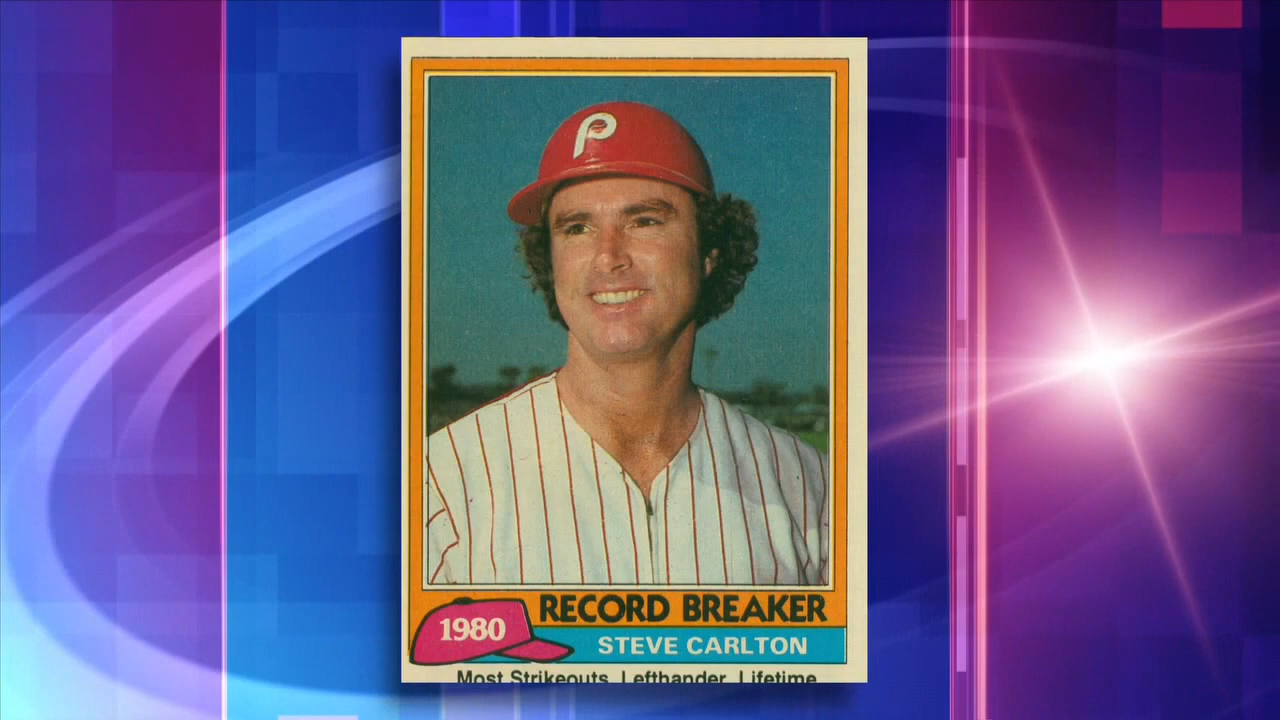 P
RECORD BREAKER
1980
STEVE CARLTON
Most Strikeouts, Lefthander, Lifetime